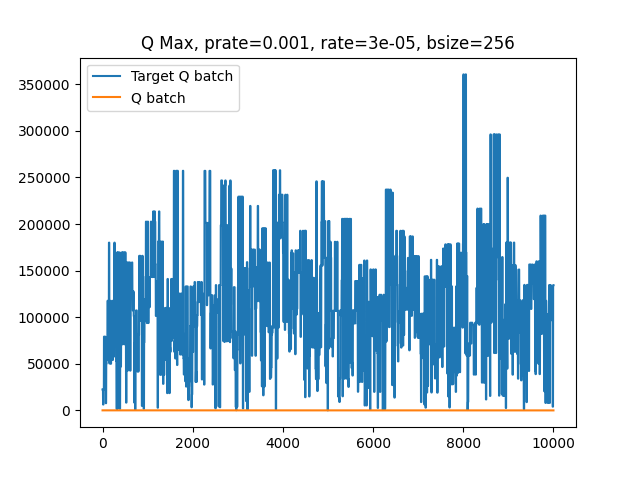 Q Max, prate=0.001, rate=3e-05, bsize=256
Target Q batch
Q batch
350000
300000
250000
200000
150000
100000
50000
0
0 2000 4000 6000 8000 10000